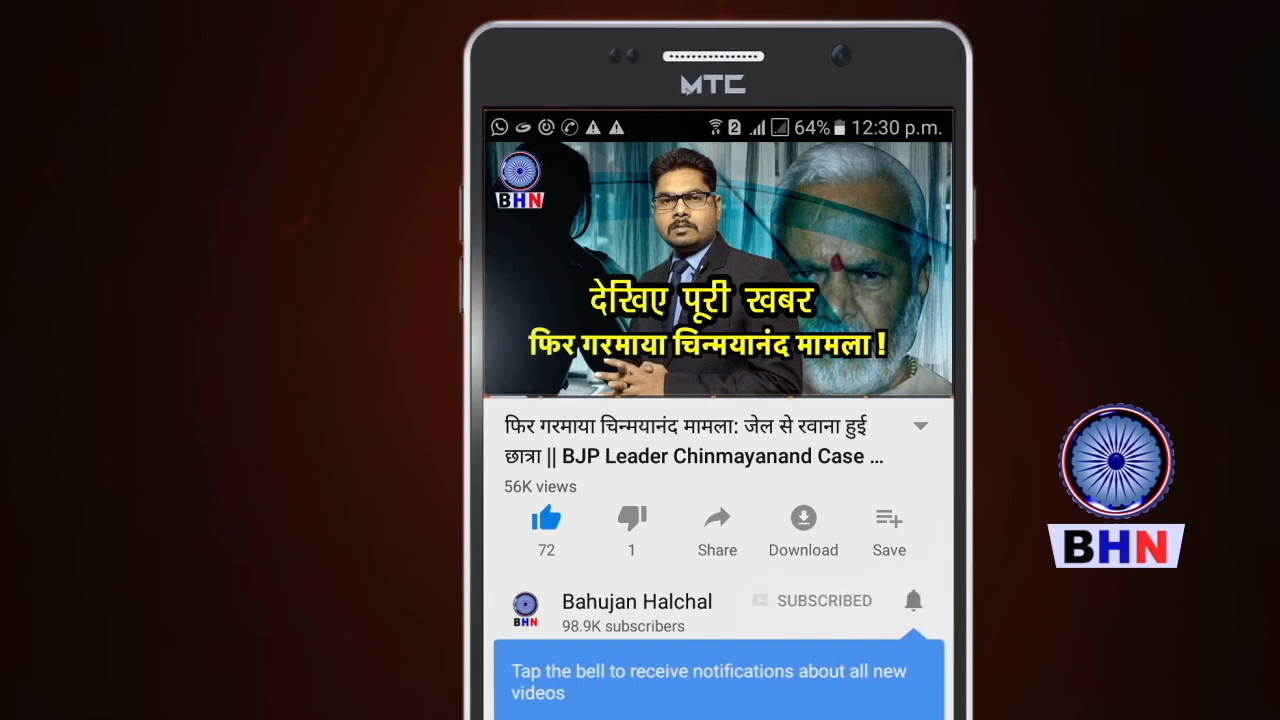 MTC
2 64% 12:30 p.m.
BHN
देखिए पूरी खबर
फिर गरमाया चिन्मयानंद मामला !
फिर गरमाया चिन्मयानंद मामला: जेल से रवाना हुई
छात्रा || BJP Leader Chinmayanand Case ...
56K views
72 1 Share Download Save
Bahujan Halchal SUBSCRIBED
98.9K subscribers
BHN
Tap the bell to receive notifications about all new
videos
BHN